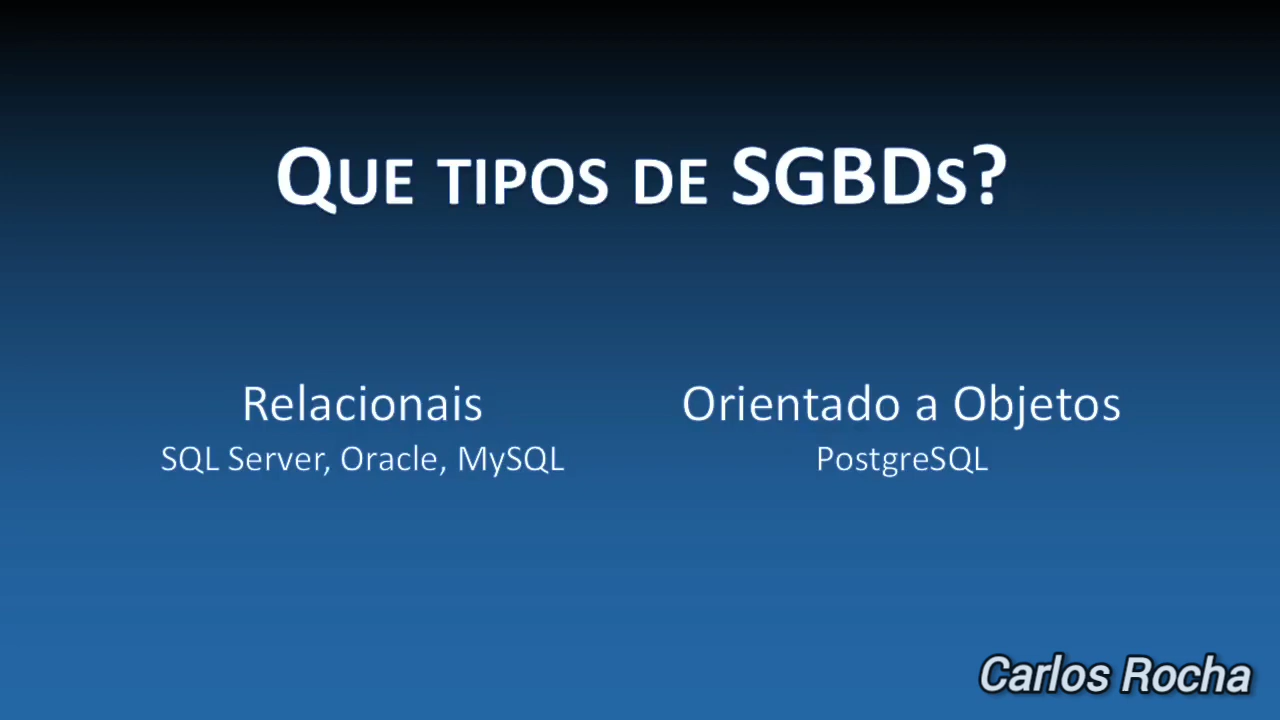 QUE TIPOS DE SGBDS?
Relacionais
SQL Server, Oracle, MySQL
Orientado a Objetos
PostgreSQL
Carlos Rocha